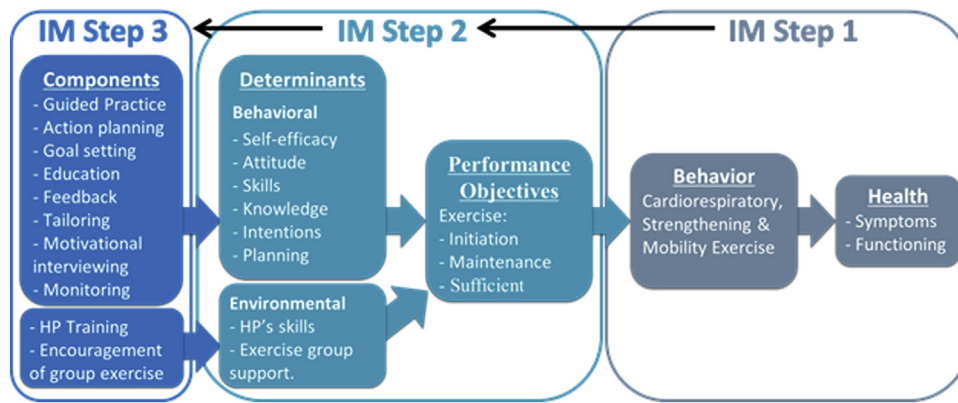 IM Step 3
IM Step 2
IM Step 1
Components
- Guided Practice
- Action planning
- Goal setting
- Education
- Feedback
- Tailoring
- Motivational
interviewing
- Monitoring
- HP Training
- Encouragement
of group exercise
Determinants
Behavioral
- Self-efficacy
- Attitude
- Skills
- Knowledge
- Intentions
- Planning
Environmental
- HP's skills
- Exercise group
support.
Performance
Objectives
Exercise:
- Initiation
- Maintenance
- Sufficient
Behavior
Cardiorespiratory,
Strengthening &
Mobility Exercise
Health
- Symptoms
- Functioning